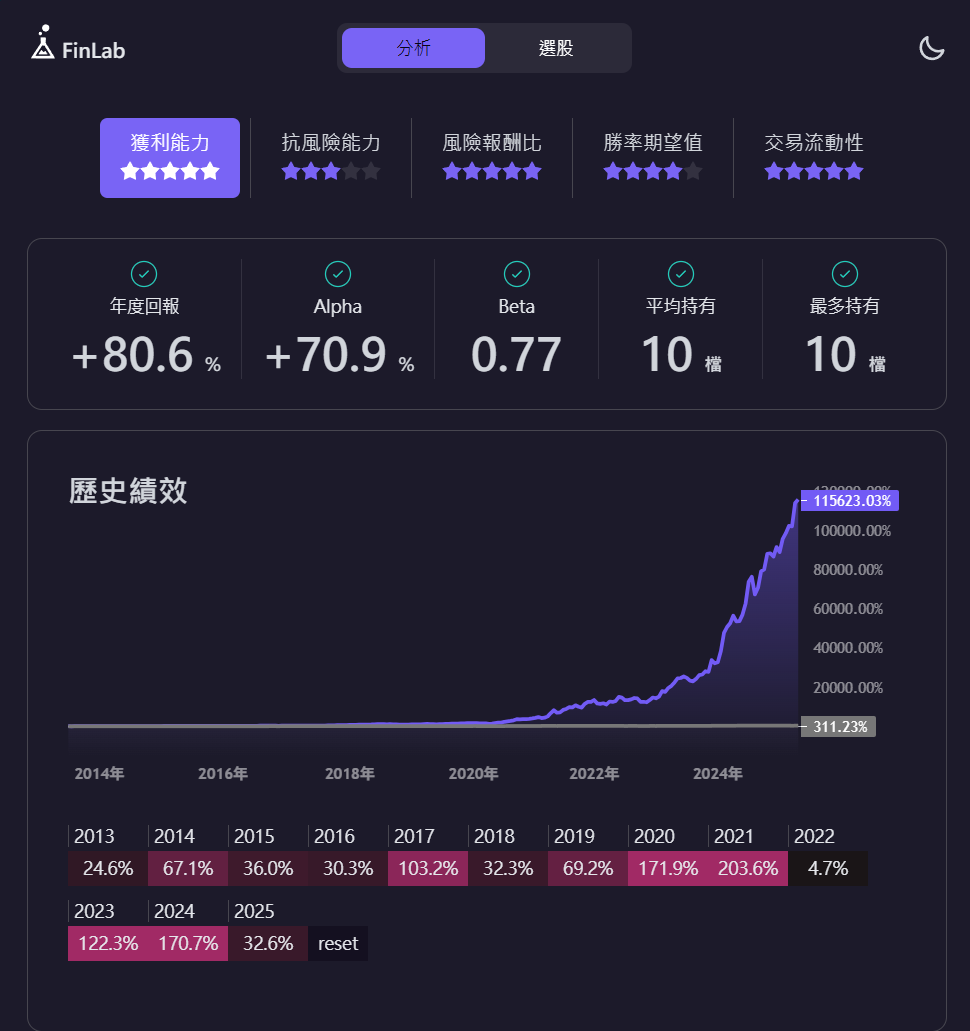 FinLab
分析 選股
獲利能力 抗風險能力 風險報酬比 勝率期望值 交易流動性
年度回報 Alpha Beta 平均持有 最多持有
+80.6 % +70.9 % 0.77 10 檔 10 檔
歷史績效
115623.03%
100000.00%
80000.00%
60000.00%
40000.00%
20000.00%
311.23%
2014年 2016年 2018年 2020年 2022年 2024年
2013 2014 2015 2016 2017 2018 2019 2020 2021 2022
24.6% 67.1% 36.0% 30.3% 103.2% 32.3% 69.2% 171.9% 203.6% 4.7%
2023 2024 2025
122.3% 170.7% 32.6% reset